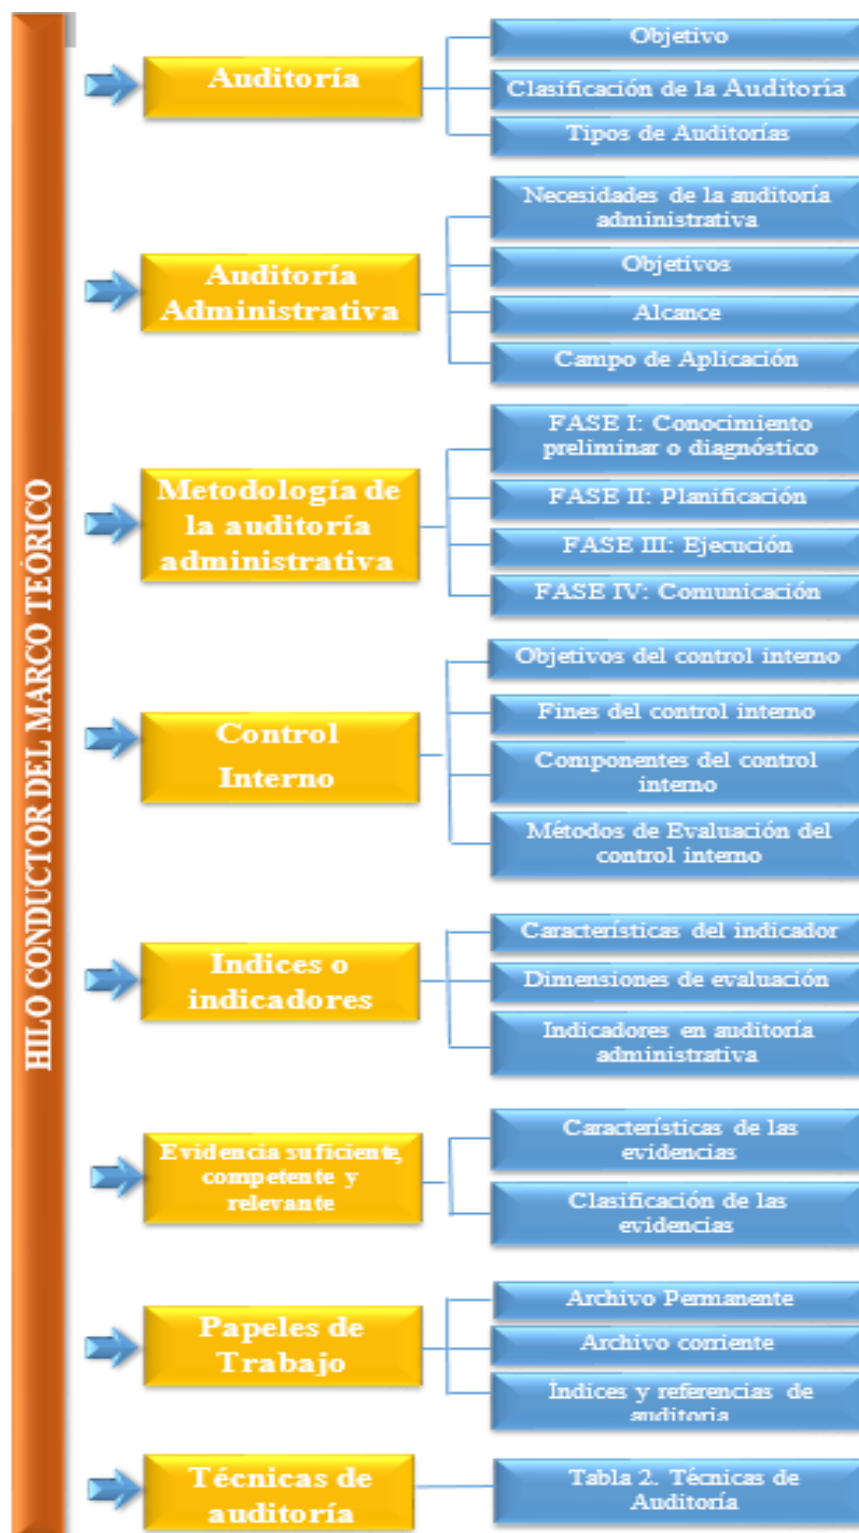 HILO CONDUCTOR DEL MARCO TEÓRICO
Auditoría
Objetivo
Clasificación de la Auditoría
Tipos de Auditorías
Auditoría
Administrativa
Necesidades de la auditoría
administrativa
Objetivos
Alcance
Campo de Aplicación
Metodología de
la auditoría
administrativa
FASE I: Conocimiento
preliminar o diagnóstico
FASE II: Planificación
FASE III: Ejecución
FASE IV: Comunicación
Control
Interno
Objetivos del control interno
Fines del control interno
Componentes del control
interno
Métodos de Evaluación del
control interno
Índices o
indicadores
Características del indicador
Dimensiones de evaluación
Indicadores en auditoría
administrativa
Evidencia suficiente,
competente y
relevante
Características de las
evidencias
Clasificación de las
evidencias
Papeles de
Trabajo
Archivo Permanente
Archivo corriente
Índices y referencias de
auditoria
Técnicas de
auditoría
Tabla 2. Técnicas de
Auditoría